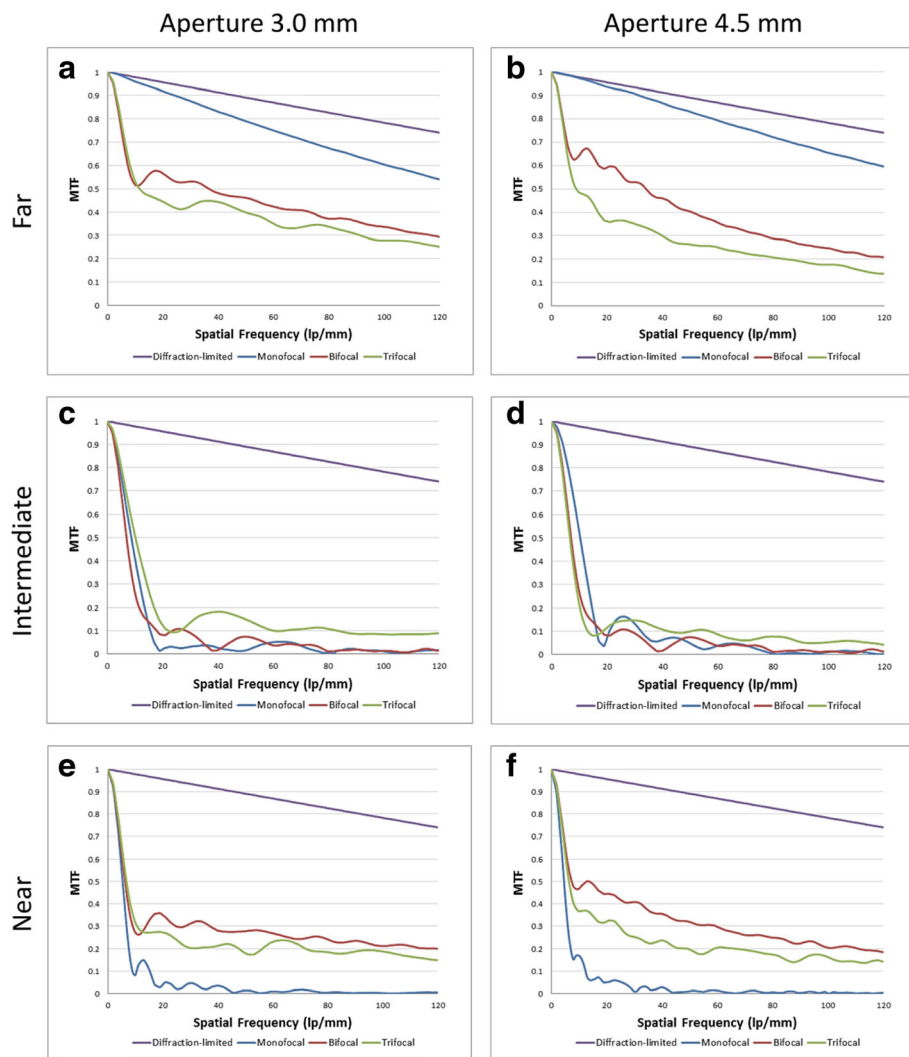 Aperture 3.0 mm
Aperture 4.5 mm
Far
a
1
0.9
0.8
0.7
0.6
0.5
0.4
0.3
0.2
0.1
0
MTF
0 20 40 60 80 100 120
Spatial Frequency (lp/mm)
Diffraction-limited Monofocal Bifocal Trifocal
b
1
0.9
0.8
0.7
0.6
0.5
0.4
0.3
0.2
0.1
0
MTF
0 20 40 60 80 100 120
Spatial Frequency (lp/mm)
Diffraction-limited Monofocal Bifocal Trifocal
Intermediate
c
1
0.9
0.8
0.7
0.6
0.5
0.4
0.3
0.2
0.1
0
MTF
0 20 40 60 80 100 120
Spatial Frequency (lp/mm)
Diffraction-limited Monofocal Bifocal Trifocal
d
1
0.9
0.8
0.7
0.6
0.5
0.4
0.3
0.2
0.1
0
MTF
0 20 40 60 80 100 120
Spatial Frequency (lp/mm)
Diffraction-limited Monofocal Bifocal Trifocal
Near
e
1
0.9
0.8
0.7
0.6
0.5
0.4
0.3
0.2
0.1
0
MTF
0 20 40 60 80 100 120
Spatial Frequency (lp/mm)
Diffraction-limited Monofocal Bifocal Trifocal
f
1
0.9
0.8
0.7
0.6
0.5
0.4
0.3
0.2
0.1
0
MTF
0 20 40 60 80 100 120
Spatial Frequency (lp/mm)
Diffraction-limited Monofocal Bifocal Trifocal